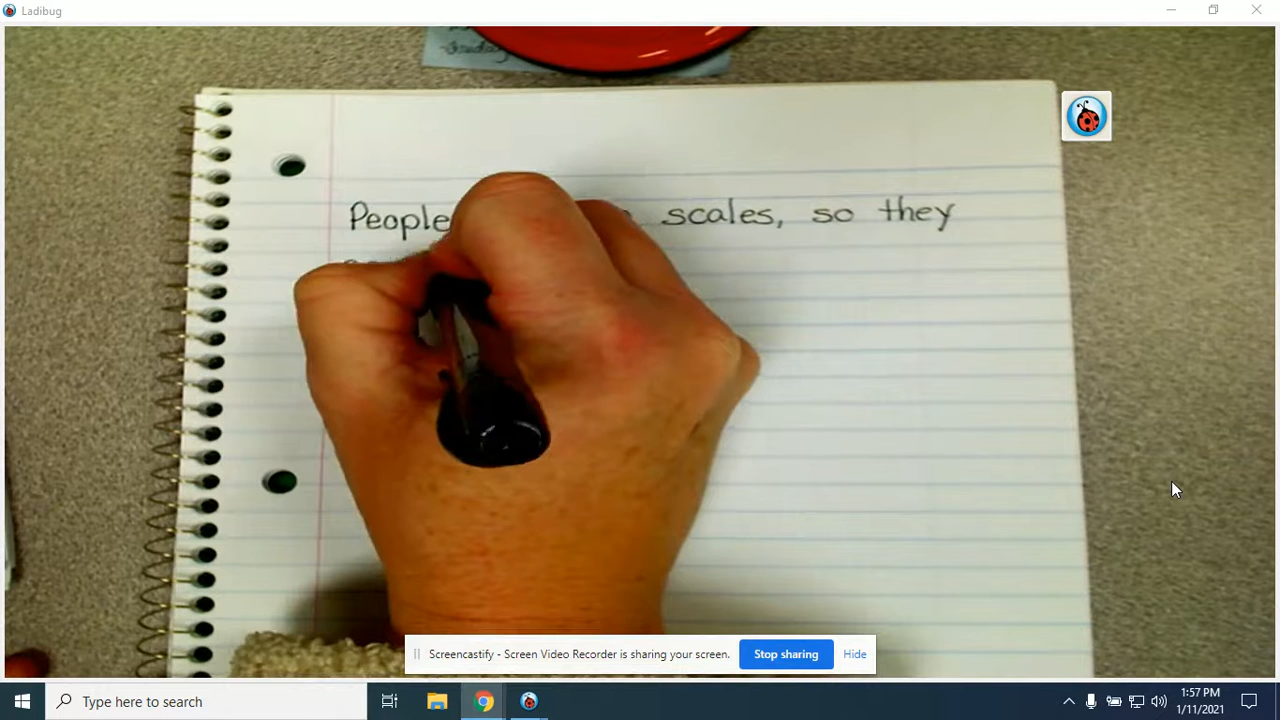 Ladibug
People scales, so they
Screencastify - Screen Video Recorder is sharing your screen. Stop sharing Hide
Type here to search
1:57 PM
1/11/2021